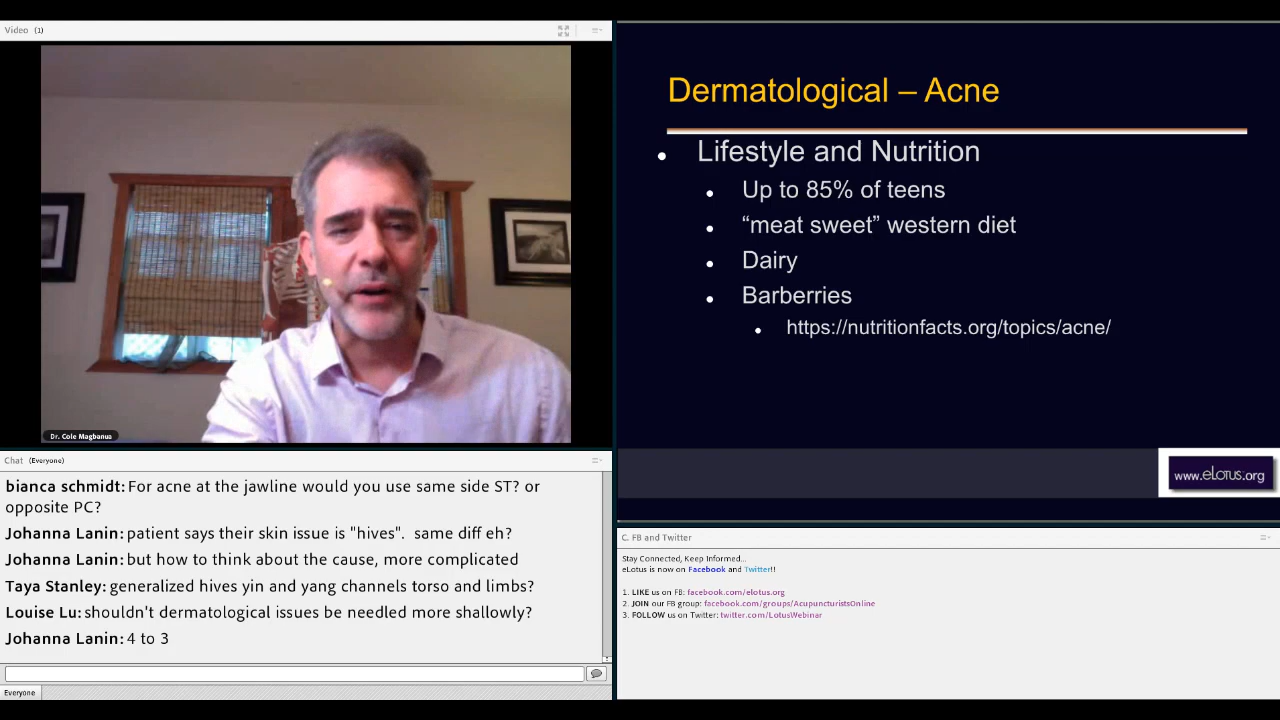 Video (1)
Dr. Cole Magbanua
Dermatological – Acne
Lifestyle and Nutrition
Up to 85% of teens
“meat sweet” western diet
Dairy
Barberries
https://nutritionfacts.org/topics/acne/
www.eLotus.org
Chat (Everyone)
bianca schmidt: For acne at the jawline would you use same side ST? or
opposite PC?
Johanna Lanin: patient says their skin issue is "hives".  same diff eh?
Johanna Lanin: but how to think about the cause, more complicated
Taya Stanley: generalized hives yin and yang channels torso and limbs?
Louise Lu: shouldn't dermatological issues be needled more shallowly?
Johanna Lanin: 4 to 3
Everyone
C. FB and Twitter
Stay Connected, Keep Informed...
eLotus is now on Facebook and Twitter!!
1. LIKE us on FB: facebook.com/elotus.org
2. JOIN our FB group: facebook.com/groups/AcupuncturistsOnline
3. FOLLOW us on Twitter: twitter.com/LotusWebinar